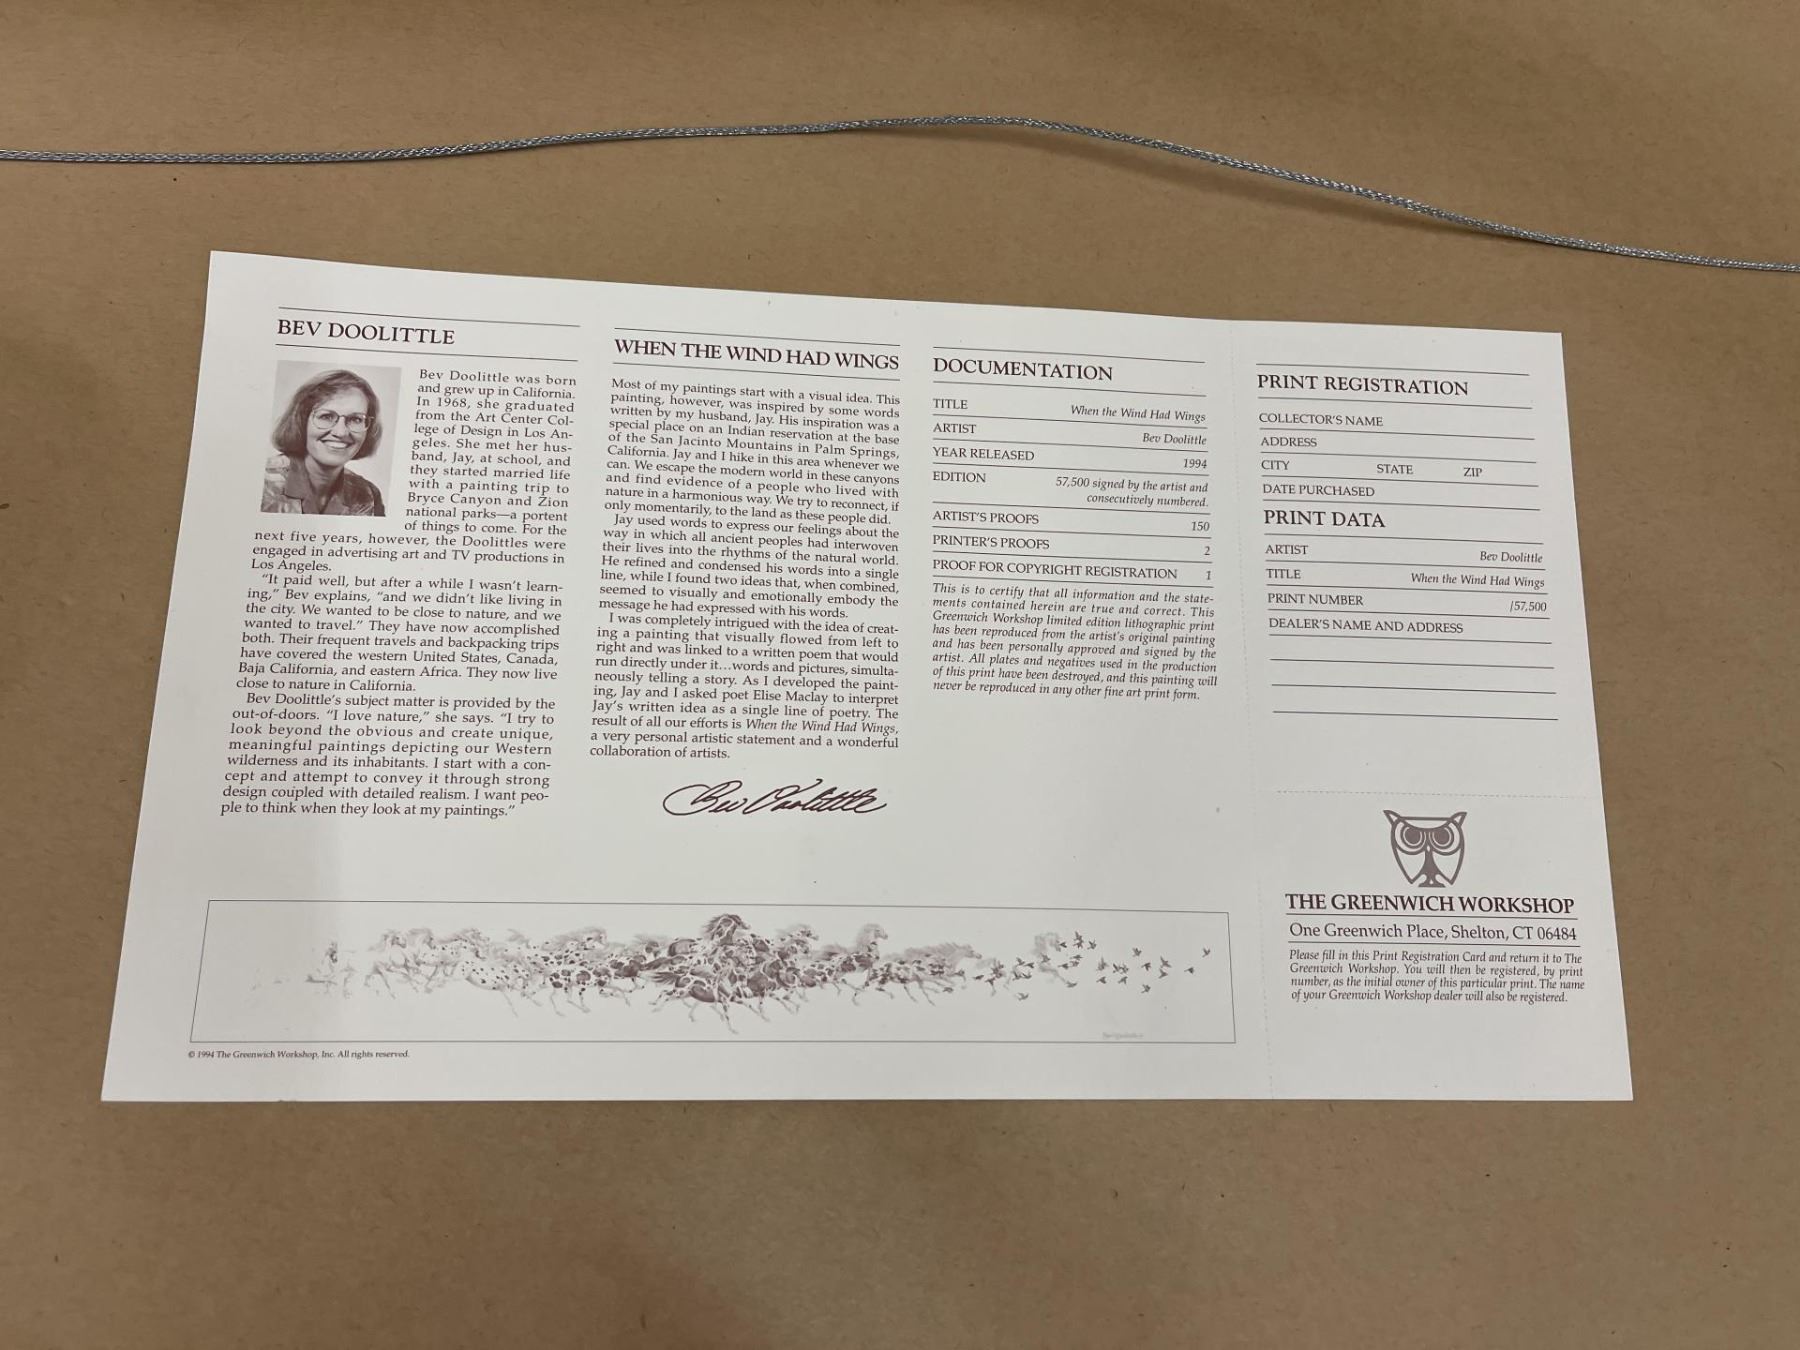 BEV DOOLITTLE
Bev Doolittle was born
and grew up in California.
In 1968, she graduated
from the Art Center Col-
lege of Design in Los An-
geles. She met her hus-
band, Jay, at school, and
they started married life
with a painting trip to
Bryce Canyon and Zion
national parks—a portent
of things to come. For the
next five years, however, the Doolittles were
engaged in advertising art and TV productions in
Los Angeles.
"It paid well, but after a while I wasn't learn-
ing," Bev explains, "and we didn't like living in
the city. We wanted to be close to nature, and we
wanted to travel." They have now accomplished
both. Their frequent travels and backpacking trips
have covered the western United States, Canada,
Baja California, and eastern Africa. They now live
close to nature in California.
Bev Doolittle's subject matter is provided by the
out-of-doors. "I love nature," she says. "I try to
look beyond the obvious and create unique,
meaningful paintings depicting our Western
wilderness and its inhabitants. I start with a con-
cept and attempt to convey it through strong
design coupled with detailed realism. I want peo-
ple to think when they look at my paintings."
WHEN THE WIND HAD WINGS
Most of my paintings start with a visual idea. This
painting, however, was inspired by some words
written by my husband, Jay. His inspiration was a
special place on an Indian reservation at the base
of the San Jacinto Mountains in Palm Springs,
California. Jay and I hike in this area whenever we
can. We escape the modern world in these canyons
and find evidence of a people who lived with
nature in a harmonious way. We try to reconnect, if
only momentarily, to the land as these people did.
Jay used words to express our feelings about the
way in which all ancient peoples had interwoven
their lives into the rhythms of the natural world.
He refined and condensed his words into a single
line, while I found two ideas that, when combined,
seemed to visually and emotionally embody the
message he had expressed with his words.
I was completely intrigued with the idea of creat-
ing a painting that visually flowed from left to
right and was linked to a written poem that would
run directly under it...words and pictures, simulta-
neously telling a story. As I developed the paint-
ing, Jay and I asked poet Elise Maclay to interpret
Jay's written idea as a single line of poetry. The
result of all our efforts is When the Wind Had Wings,
a very personal artistic statement and a wonderful
collaboration of artists.
Bev Doolittle
DOCUMENTATION
TITLE When the Wind Had Wings
ARTIST Bev Doolittle
YEAR RELEASED 1994
EDITION 57,500 signed by the artist and
consecutively numbered.
ARTIST'S PROOFS 150
PRINTER'S PROOFS 2
PROOF FOR COPYRIGHT REGISTRATION 1
This is to certify that all information and the state-
ments contained herein are true and correct. This
Greenwich Workshop limited edition lithographic print
has been reproduced from the artist's original painting
and has been personally approved and signed by the
artist. All plates and negatives used in the production
of this print have been destroyed, and this painting will
never be reproduced in any other fine art print form.
PRINT REGISTRATION
COLLECTOR'S NAME
ADDRESS
CITY STATE ZIP
DATE PURCHASED
PRINT DATA
ARTIST Bev Doolittle
TITLE When the Wind Had Wings
PRINT NUMBER /57,500
DEALER'S NAME AND ADDRESS
THE GREENWICH WORKSHOP
One Greenwich Place, Shelton, CT 06484
Please fill in this Print Registration Card and return it to The
Greenwich Workshop. You will then be registered, by print
number, as the initial owner of this particular print. The name
of your Greenwich Workshop dealer will also be registered.
© 1994 The Greenwich Workshop, Inc. All rights reserved.